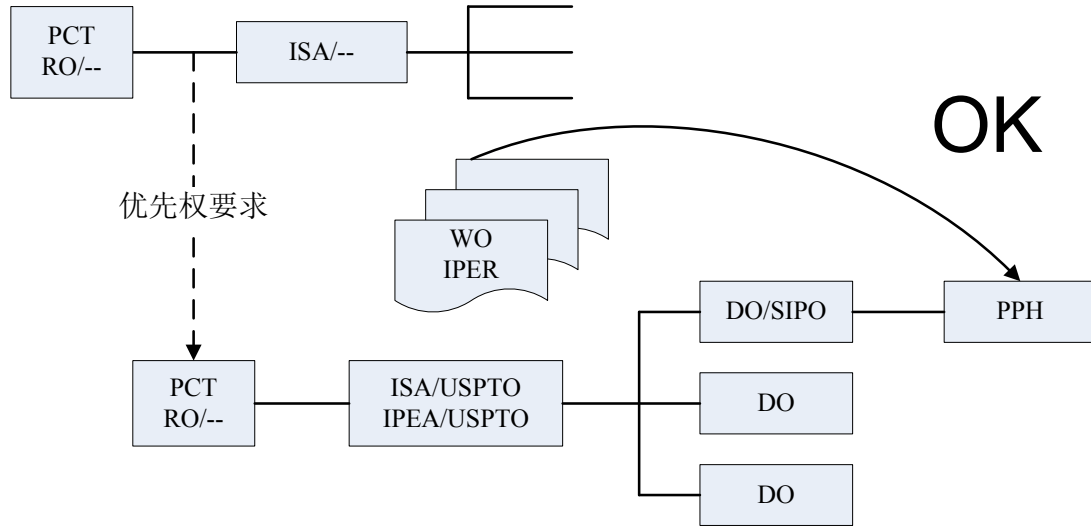 PCT
RO/--
ISA/--
OK
优先权要求
WO
IPER
DO/SIPO
PPH
PCT
RO/--
ISA/USPTO
IPEA/USPTO
DO
DO